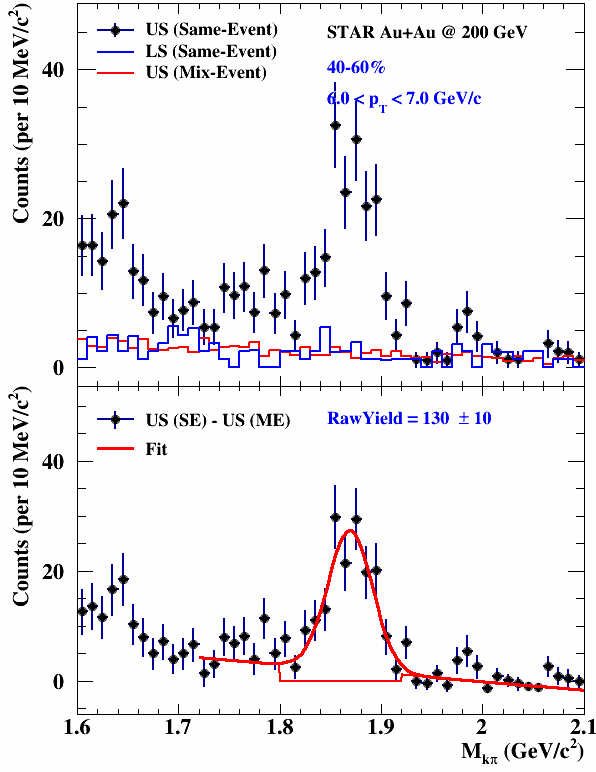 US (Same-Event)
LS (Same-Event)
US (Mix-Event)
STAR Au+Au @ 200 GeV
40-60%
6.0 < pT < 7.0 GeV/c
Counts (per 10 MeV/c²)
40
20
0
US (SE) - US (ME)
Fit
RawYield = 130 ± 10
Counts (per 10 MeV/c²)
40
20
0
1.6 1.7 1.8 1.9 2 2.1
Mkπ (GeV/c²)